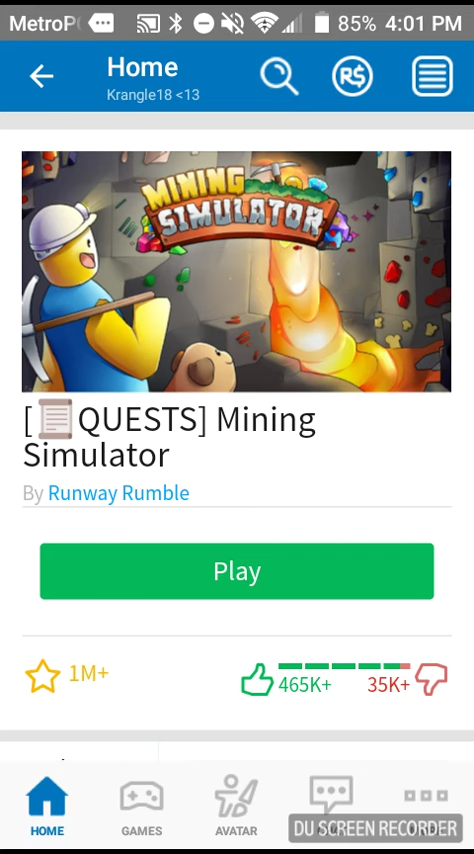 MetroP 85% 4:01 PM
Home
Krangle18 <13
R$
MINING
SIMULATOR
[📜QUESTS] Mining
Simulator
By Runway Rumble
Play
1M+ 465K+ 35K+
HOME GAMES AVATAR
DU SCREEN RECORDER